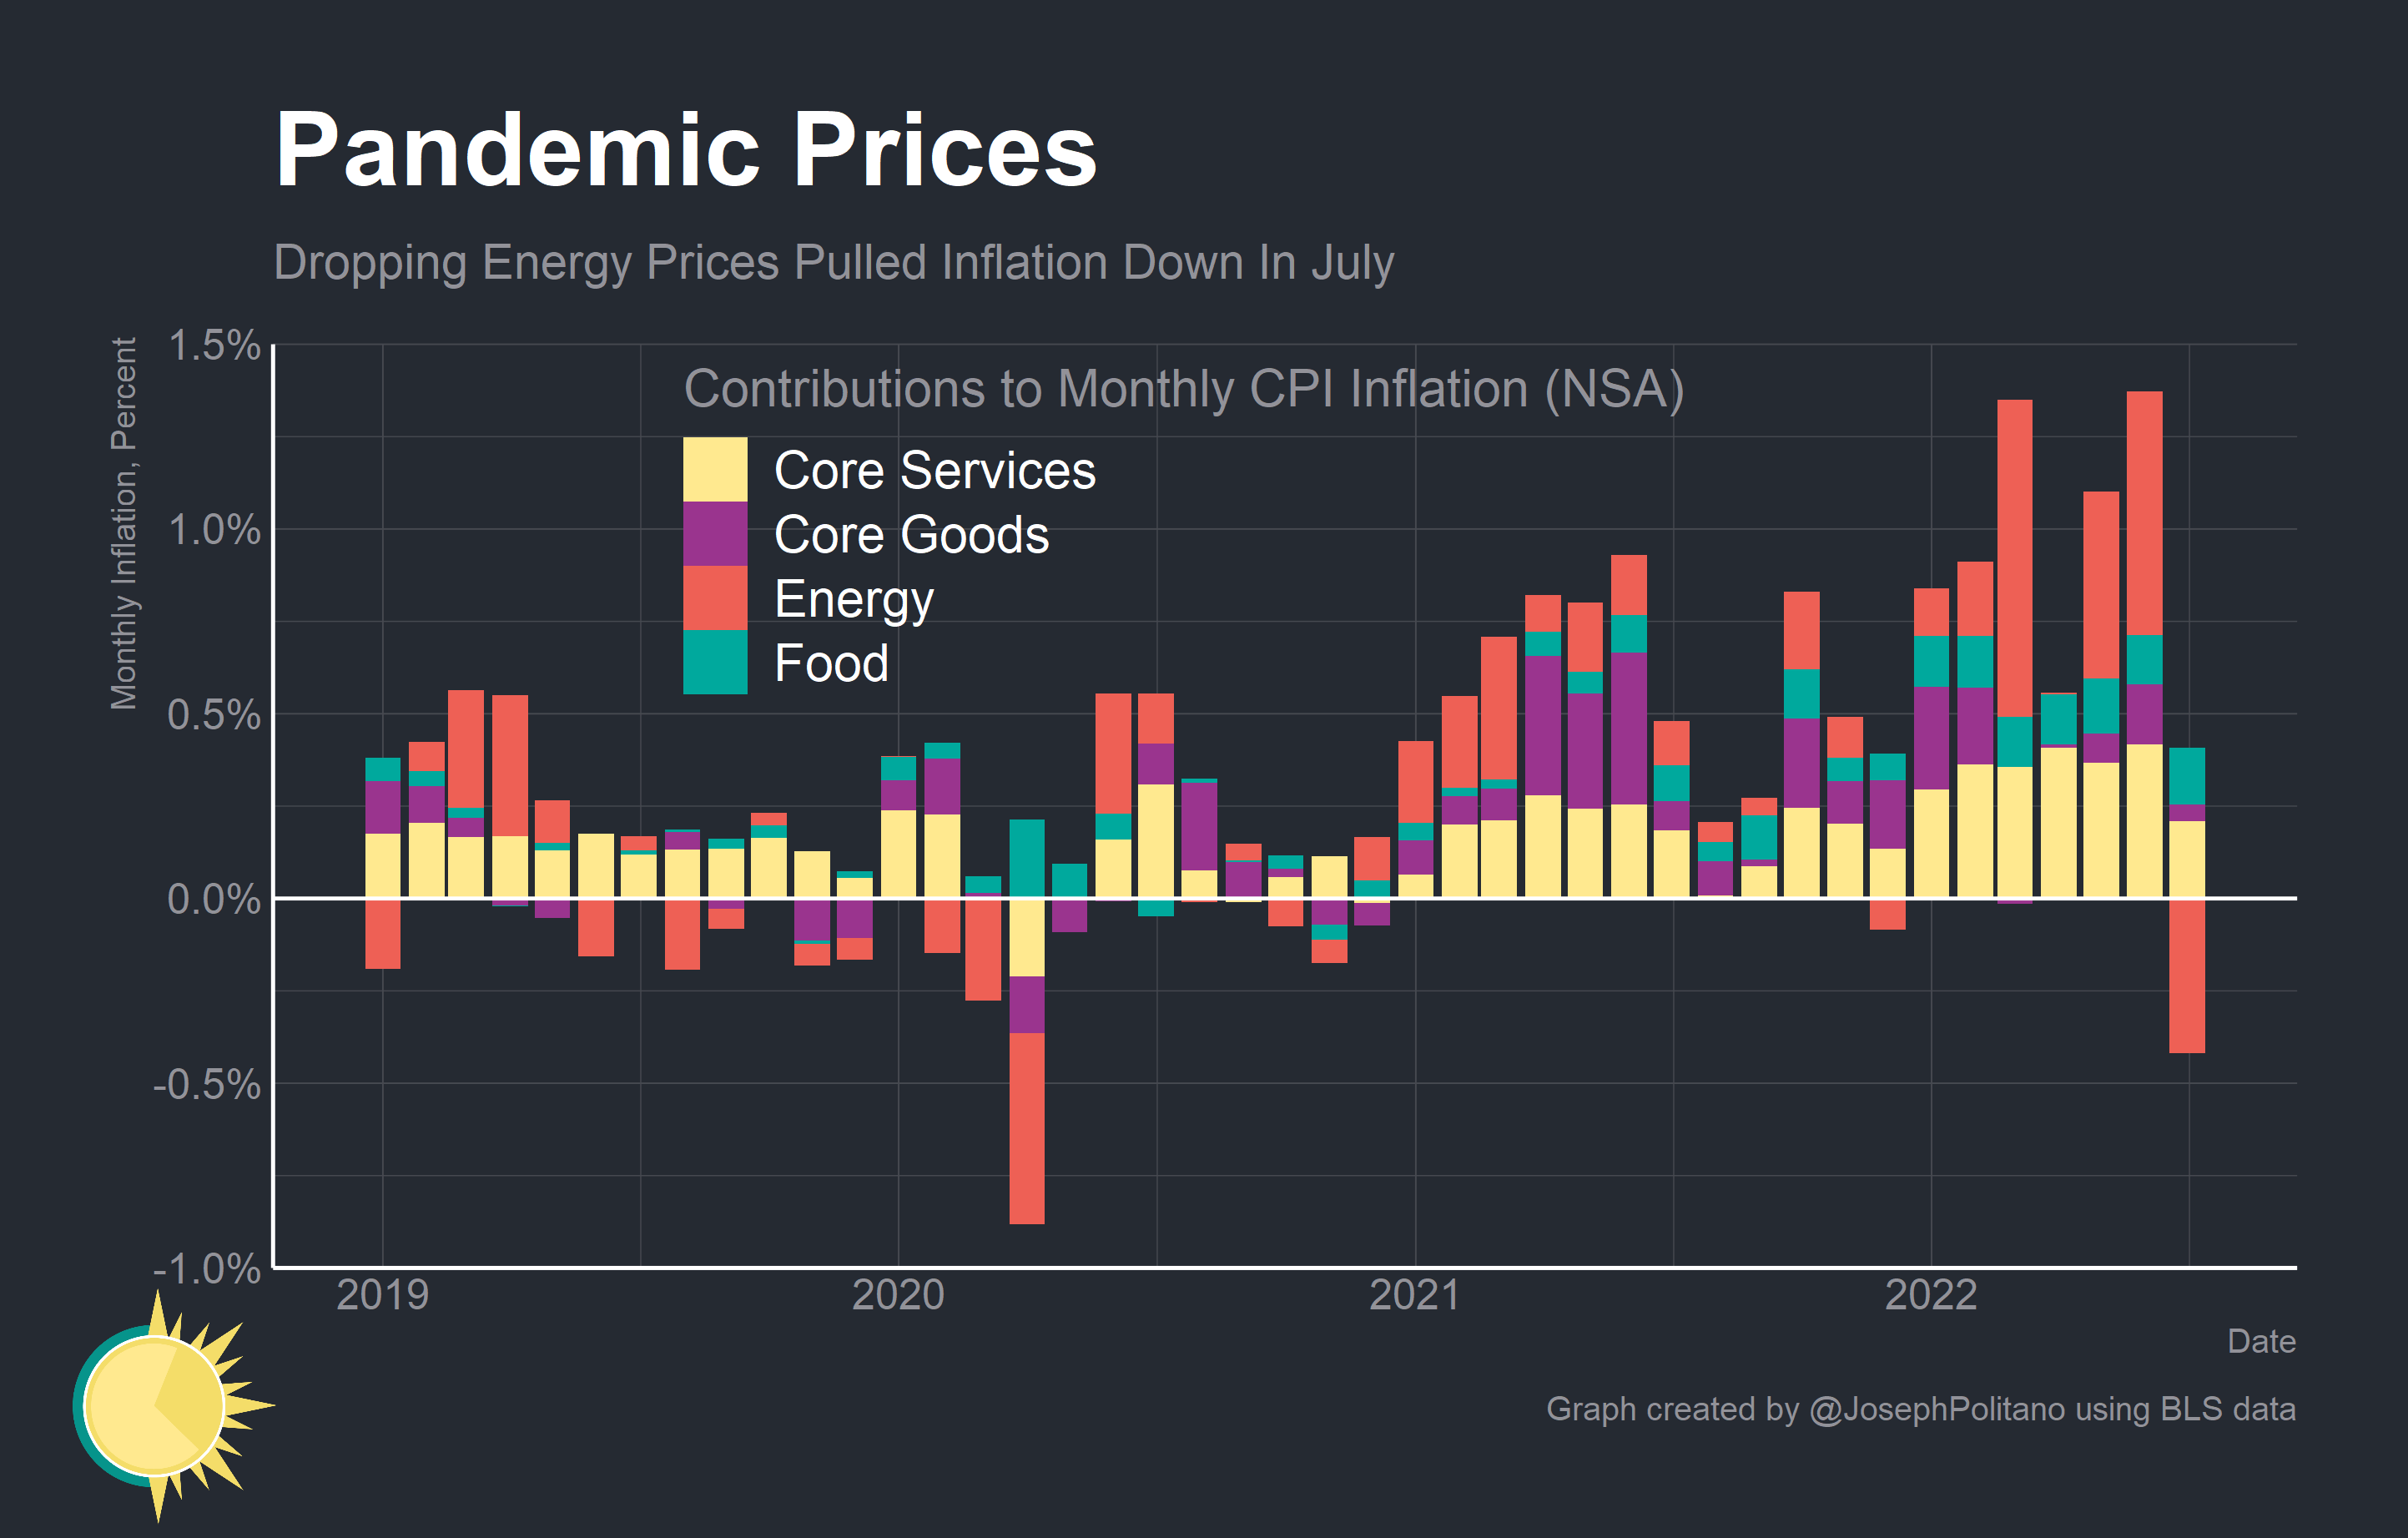 Pandemic Prices
Dropping Energy Prices Pulled Inflation Down In July
Monthly Inflation, Percent
1.5%
1.0%
0.5%
0.0%
-0.5%
-1.0%
Contributions to Monthly CPI Inflation (NSA)
Core Services
Core Goods
Energy
Food
2019
2020
2021
2022
Date
Graph created by @JosephPolitano using BLS data